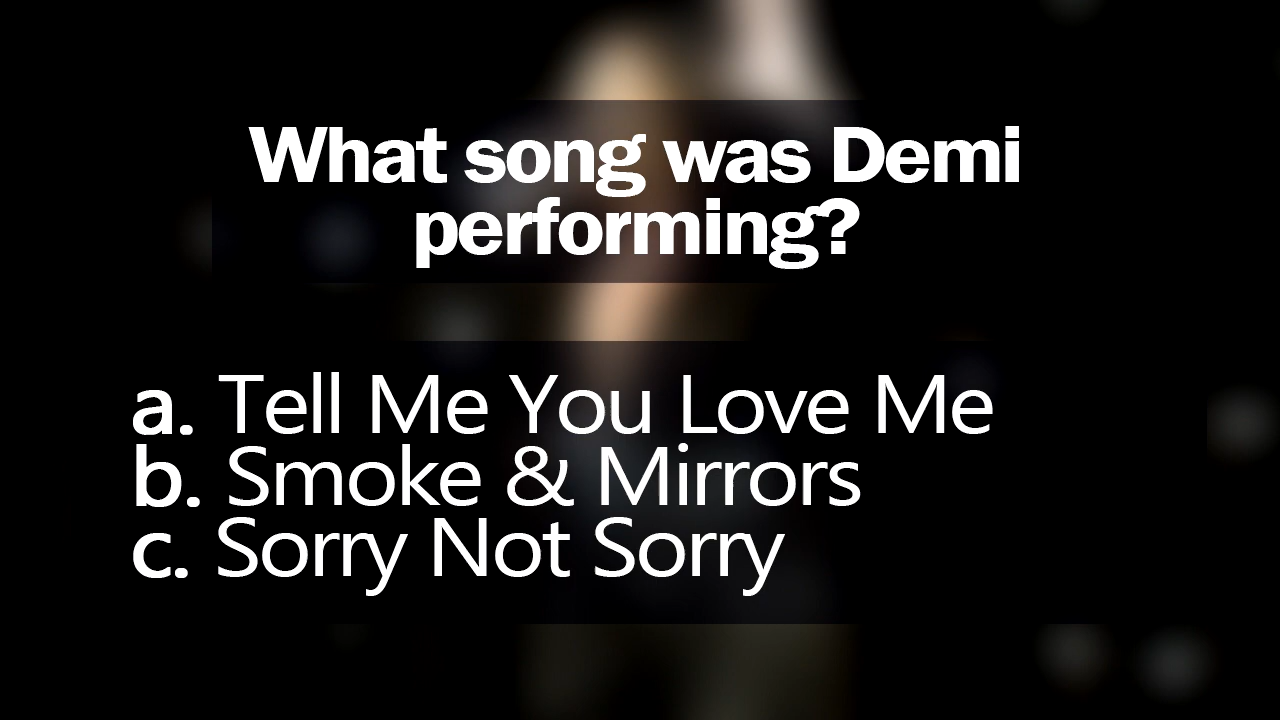 What song was Demi
performing?
a. Tell Me You Love Me
b. Smoke & Mirrors
c. Sorry Not Sorry